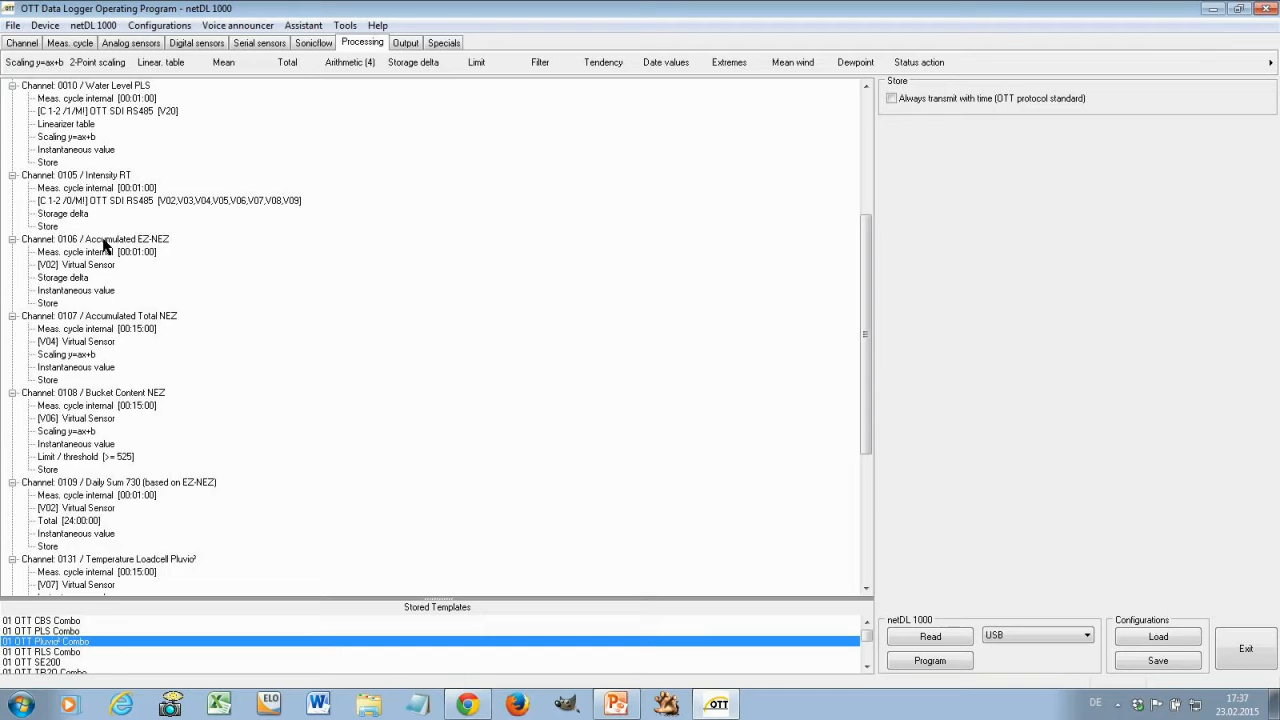 OTT Data Logger Operating Program - netDL 1000
File Device netDL 1000 Configurations Voice announcer Assistant Tools Help
Channel Meas. cycle Analog sensors Digital sensors Serial sensors Sonicflow Processing Output Specials
Scaling y=ax+b 2-Point scaling Linear. table Mean Total Arithmetic (4) Storage delta Limit Filter Tendency Date values Extremes Mean wind Dewpoint Status action
Channel: 0010 / Water Level PLS
Meas. cycle internal [00:01:00]
[C 1-2 /1/M!] OTT SDI RS485 [V20]
Linearizer table
Scaling y=ax+b
Instantaneous value
Store
Channel: 0105 / Intensity RT
Meas. cycle internal [00:01:00]
[C 1-2 /0/M!] OTT SDI RS485 [V02,V03,V04,V05,V06,V07,V08,V09]
Storage delta
Store
Channel: 0106 / Accumulated EZ-NEZ
Meas. cycle internal [00:01:00]
[V02] Virtual Sensor
Storage delta
Instantaneous value
Store
Channel: 0107 / Accumulated Total NEZ
Meas. cycle internal [00:15:00]
[V04] Virtual Sensor
Scaling y=ax+b
Instantaneous value
Store
Channel: 0108 / Bucket Content NEZ
Meas. cycle internal [00:15:00]
[V06] Virtual Sensor
Scaling y=ax+b
Instantaneous value
Limit / threshold [>= 525]
Store
Channel: 0109 / Daily Sum 730 (based on EZ-NEZ)
Meas. cycle internal [00:01:00]
[V02] Virtual Sensor
Total [24:00:00]
Instantaneous value
Store
Channel: 0131 / Temperature Loadcell Pluvio²
Meas. cycle internal [00:15:00]
[V07] Virtual Sensor
Store
Always transmit with time (OTT protocol standard)
Stored Templates
01 OTT CBS Combo
01 OTT PLS Combo
01 OTT Pluvio² Combo
01 OTT RLS Combo
01 OTT SE200
01 OTT TB2O Combo
netDL 1000
Read
USB
Program
Configurations
Load
Save
Exit
ELO
OTT
DE
17:37
23.02.2015